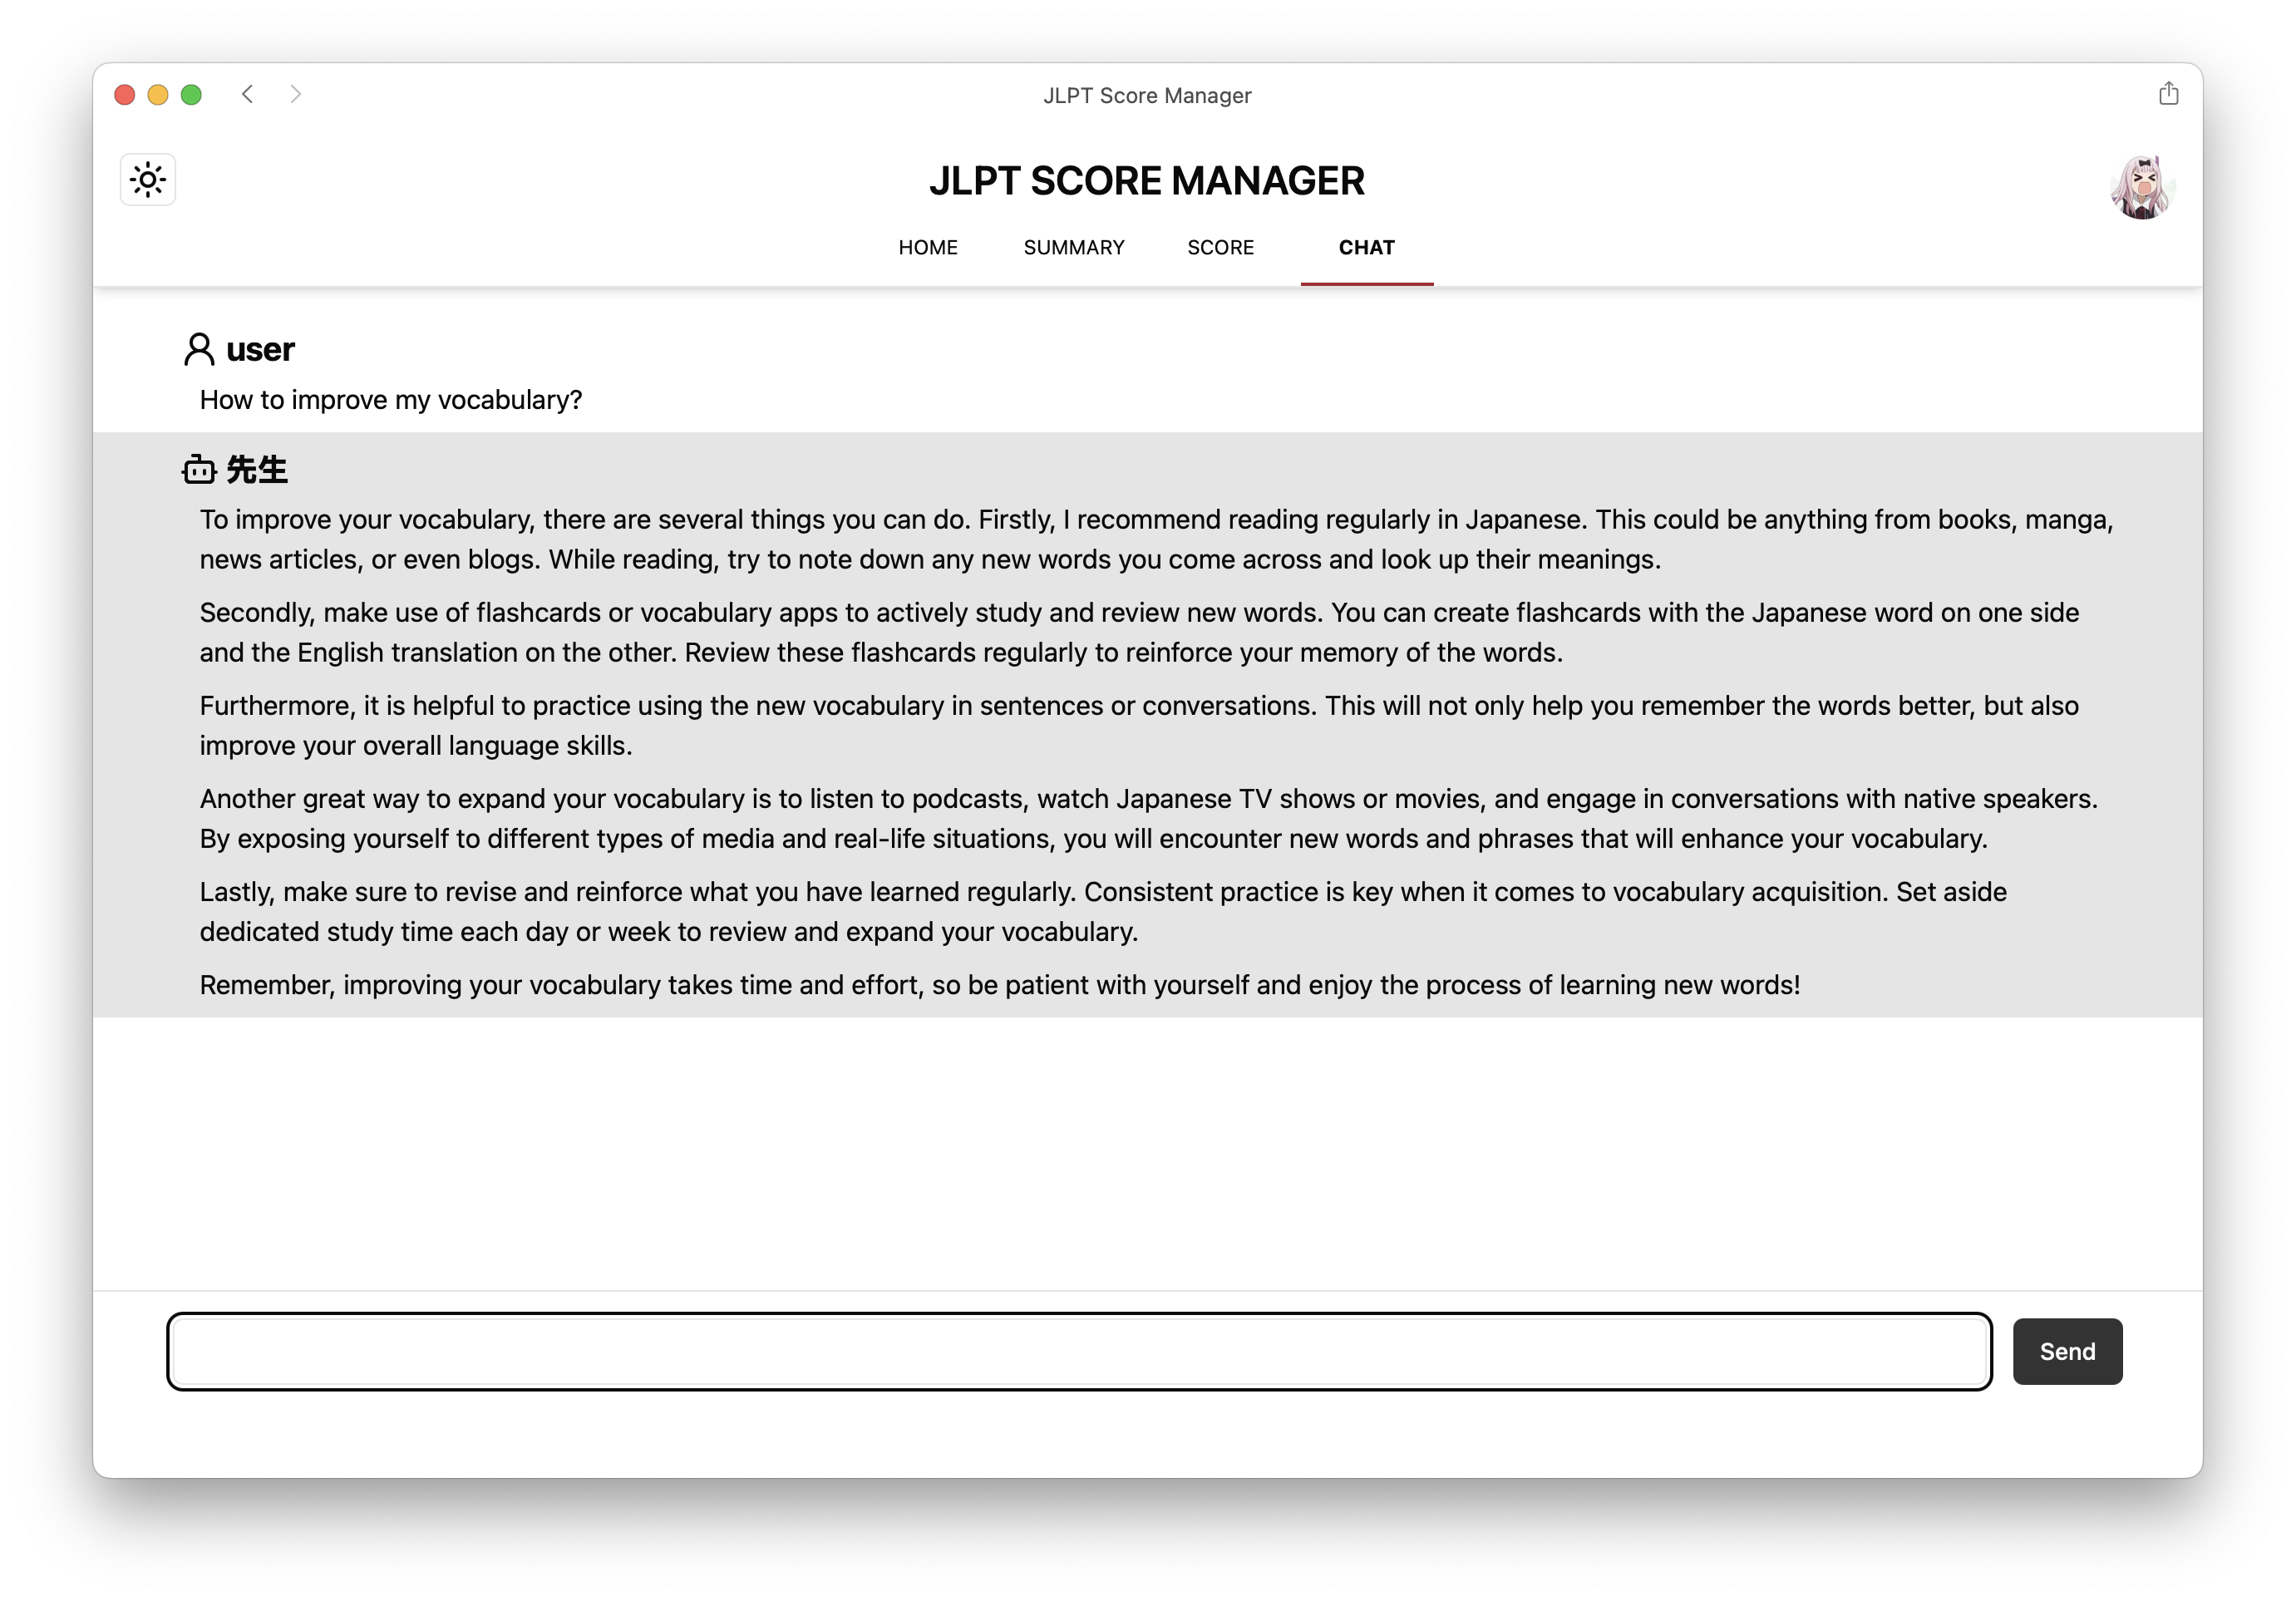 JLPT Score Manager
JLPT SCORE MANAGER
HOME SUMMARY SCORE CHAT
user
How to improve my vocabulary?
先生
To improve your vocabulary, there are several things you can do. Firstly, I recommend reading regularly in Japanese. This could be anything from books, manga,
news articles, or even blogs. While reading, try to note down any new words you come across and look up their meanings.
Secondly, make use of flashcards or vocabulary apps to actively study and review new words. You can create flashcards with the Japanese word on one side
and the English translation on the other. Review these flashcards regularly to reinforce your memory of the words.
Furthermore, it is helpful to practice using the new vocabulary in sentences or conversations. This will not only help you remember the words better, but also
improve your overall language skills.
Another great way to expand your vocabulary is to listen to podcasts, watch Japanese TV shows or movies, and engage in conversations with native speakers.
By exposing yourself to different types of media and real-life situations, you will encounter new words and phrases that will enhance your vocabulary.
Lastly, make sure to revise and reinforce what you have learned regularly. Consistent practice is key when it comes to vocabulary acquisition. Set aside
dedicated study time each day or week to review and expand your vocabulary.
Remember, improving your vocabulary takes time and effort, so be patient with yourself and enjoy the process of learning new words!
Send